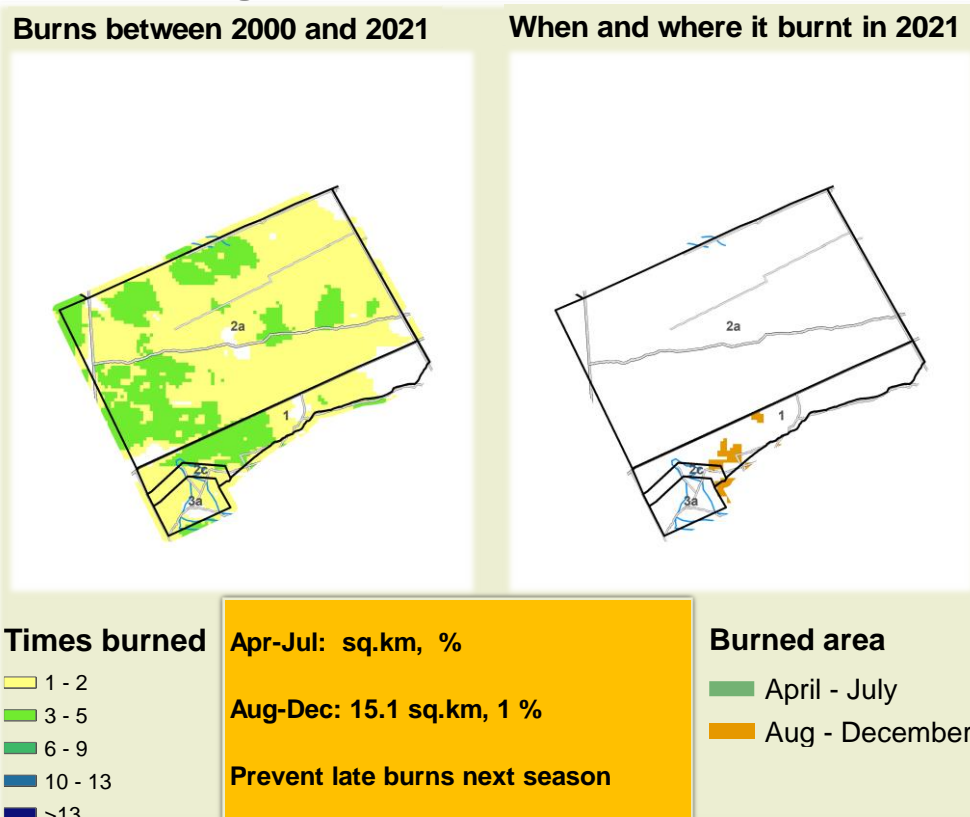 Burns between 2000 and 2021
When and where it burnt in 2021
2a
1
2c
3a
2a
1
2c
3a
Times burned
1 - 2
3 - 5
6 - 9
10 - 13
>13
Apr-Jul: sq.km, %
Aug-Dec: 15.1 sq.km, 1 %
Prevent late burns next season
Burned area
April - July
Aug - December